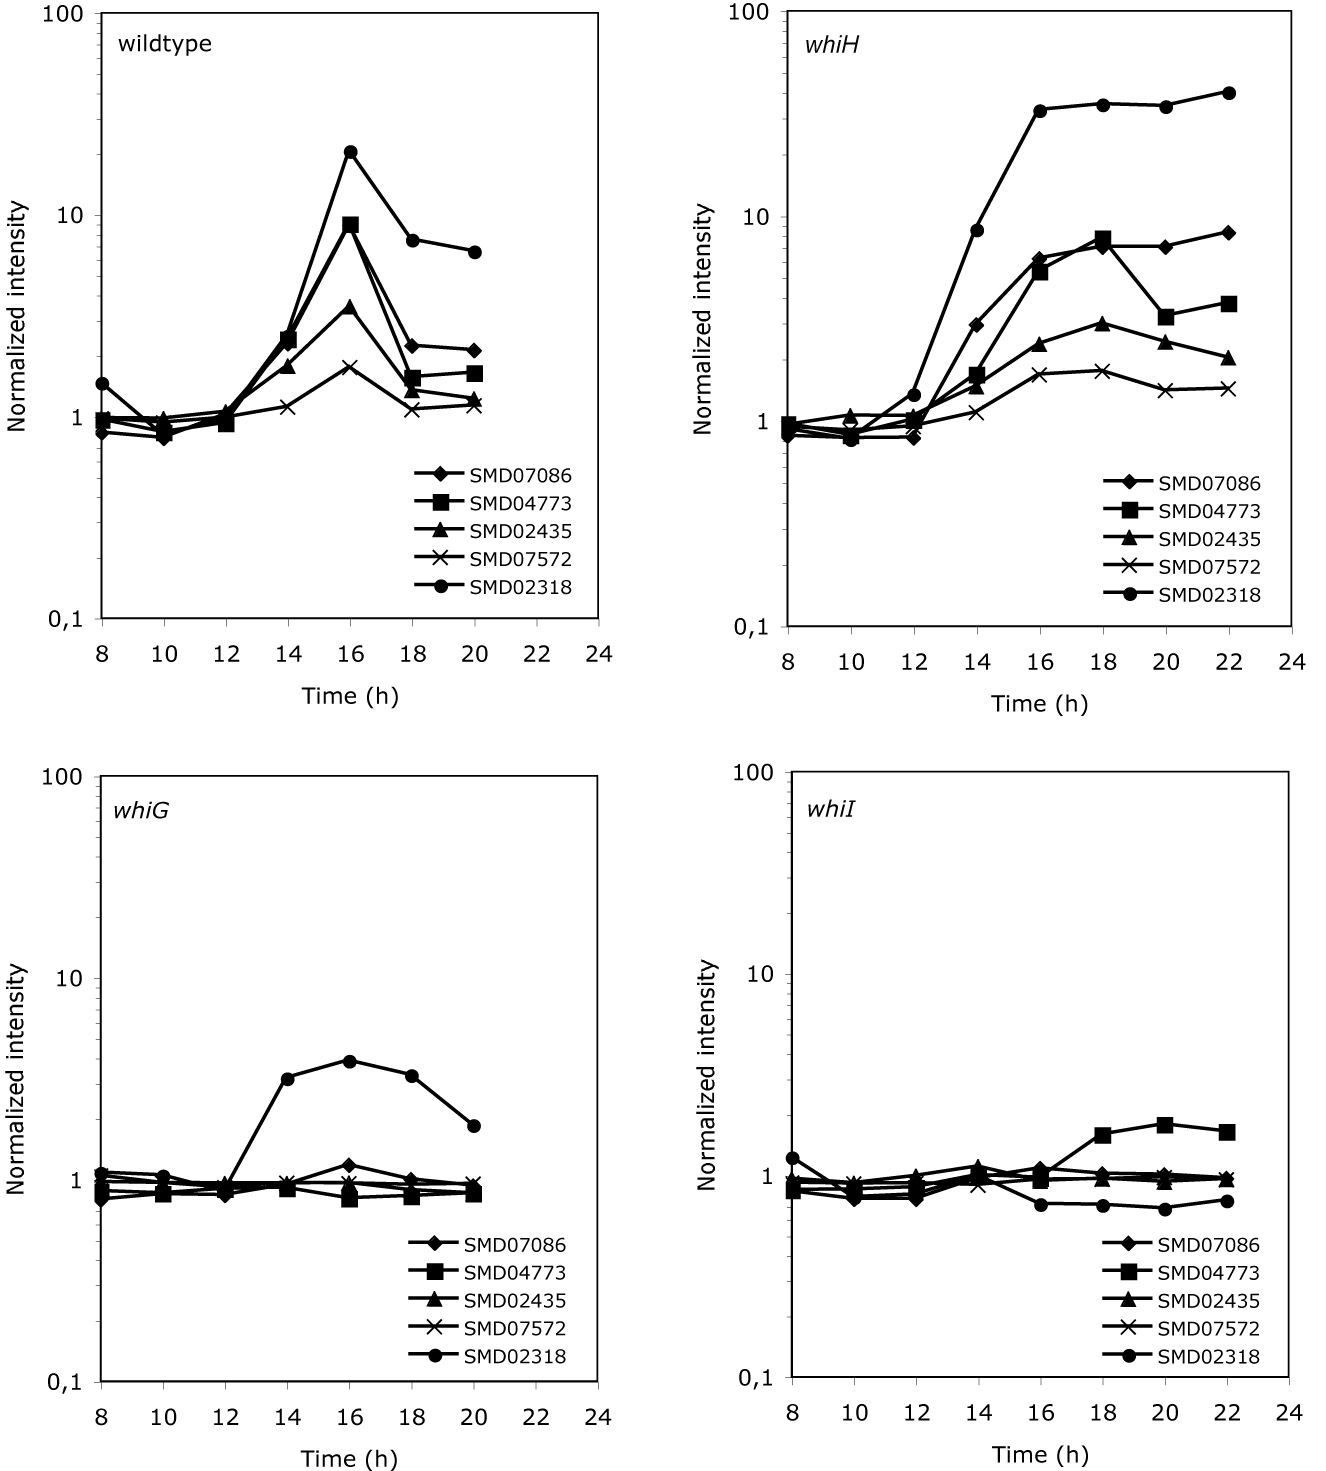 wildtype
100
10
1
0,1
Normalized intensity
SMD07086
SMD04773
SMD02435
SMD07572
SMD02318
8 10 12 14 16 18 20 22 24
Time (h)
whiH
100
10
1
0,1
Normalized intensity
SMD07086
SMD04773
SMD02435
SMD07572
SMD02318
8 10 12 14 16 18 20 22 24
Time (h)
whiG
100
10
1
0,1
Normalized intensity
SMD07086
SMD04773
SMD02435
SMD07572
SMD02318
8 10 12 14 16 18 20 22 24
Time (h)
whiI
100
10
1
0,1
Normalized intensity
SMD07086
SMD04773
SMD02435
SMD07572
SMD02318
8 10 12 14 16 18 20 22 24
Time (h)